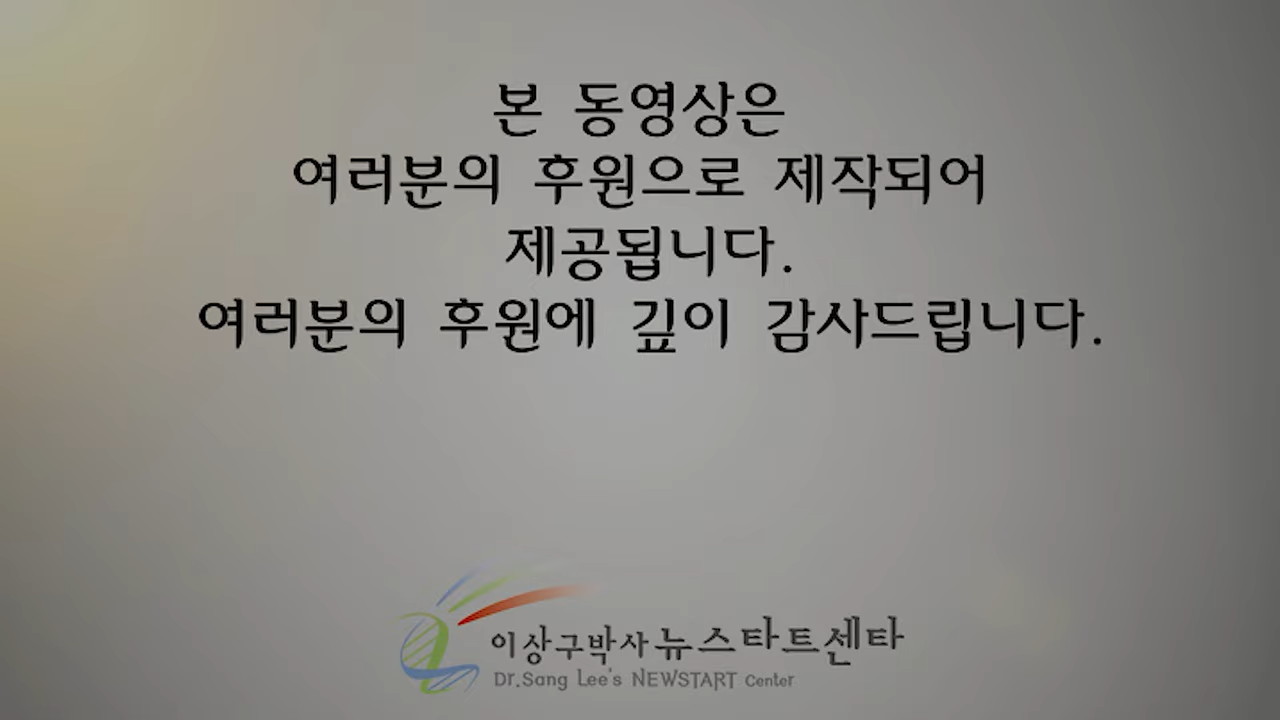 본 동영상은
여러분의 후원으로 제작되어
제공됩니다.
여러분의 후원에 깊이 감사드립니다.
이상구박사 뉴스타트센타
Dr.Sang Lee's NEWSTART Center